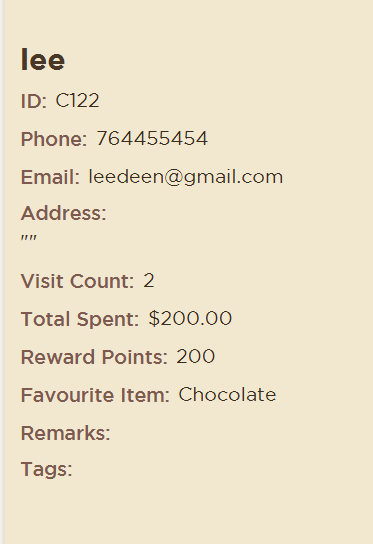 lee
ID: C122
Phone: 764455454
Email: leedeen@gmail.com
Address:
""
Visit Count: 2
Total Spent: $200.00
Reward Points: 200
Favourite Item: Chocolate
Remarks:
Tags: